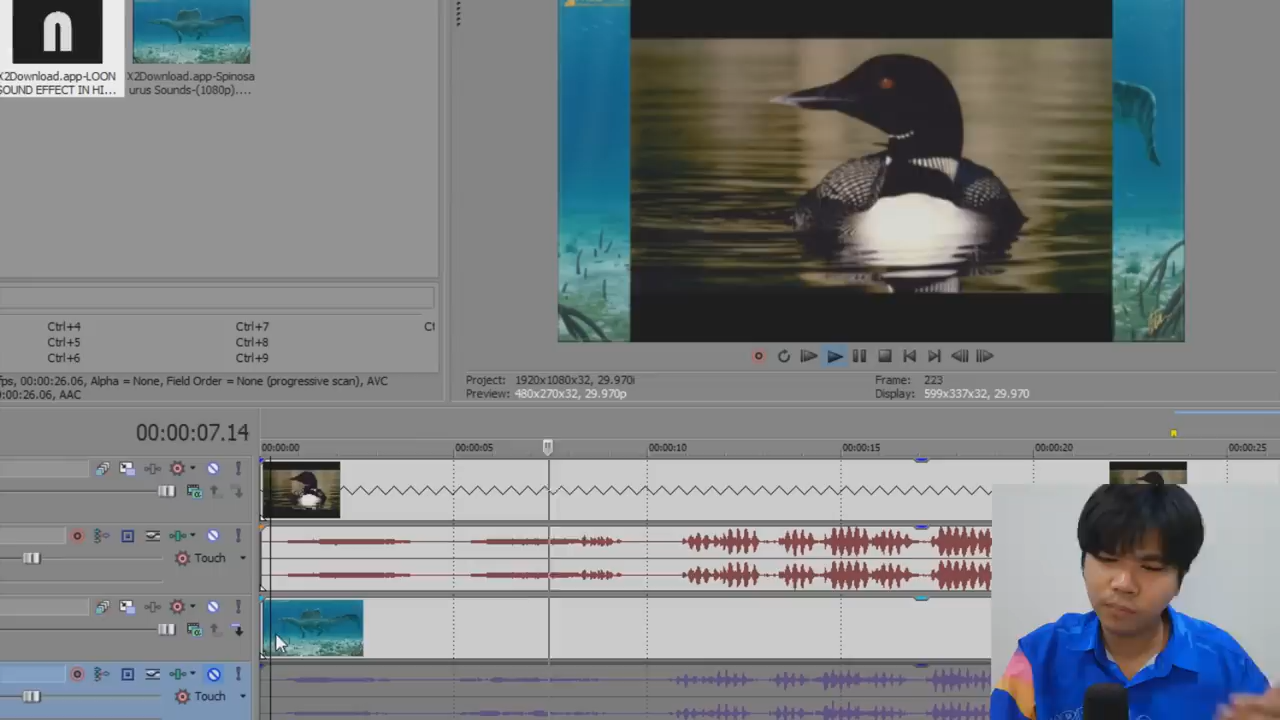 X2Download.app-LOON
SOUND EFFECT IN HI...
X2Download.app-Spinosa
urus Sounds-(1080p)....
Ctrl+4
Ctrl+7
Ctrl+5
Ctrl+8
Ctrl+6
Ctrl+9
fps, 00:00:26.06, Alpha = None, Field Order = None (progressive scan), AVC
00:00:26.06, AAC
Project: 1920x1080x32, 29.970i
Preview: 480x270x32, 29.970p
Frame: 223
Display: 599x337x32, 29.970
00:00:07.14
00:00:00
00:00:05
00:00:10
00:00:15
00:00:20
00:00:25
Touch
Touch